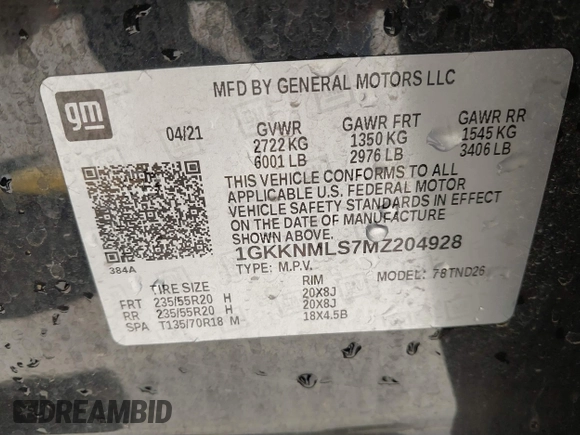 MFD BY GENERAL MOTORS LLC
gm
04/21 GVWR GAWR FRT GAWR RR
2722 KG 1350 KG 1545 KG
6001 LB 2976 LB 3406 LB
THIS VEHICLE CONFORMS TO ALL
APPLICABLE U.S. FEDERAL MOTOR
VEHICLE SAFETY STANDARDS IN EFFECT
ON THE DATE OF MANUFACTURE
SHOWN ABOVE.
1GKKNMLS7MZ204928
384A
TYPE: M.P.V. MODEL: 78TND26
TIRE SIZE RIM
FRT 235/55R20 H 20X8J
RR 235/55R20 H 20X8J
SPA T135/70R18 M 18X4.5B
DREAMBID